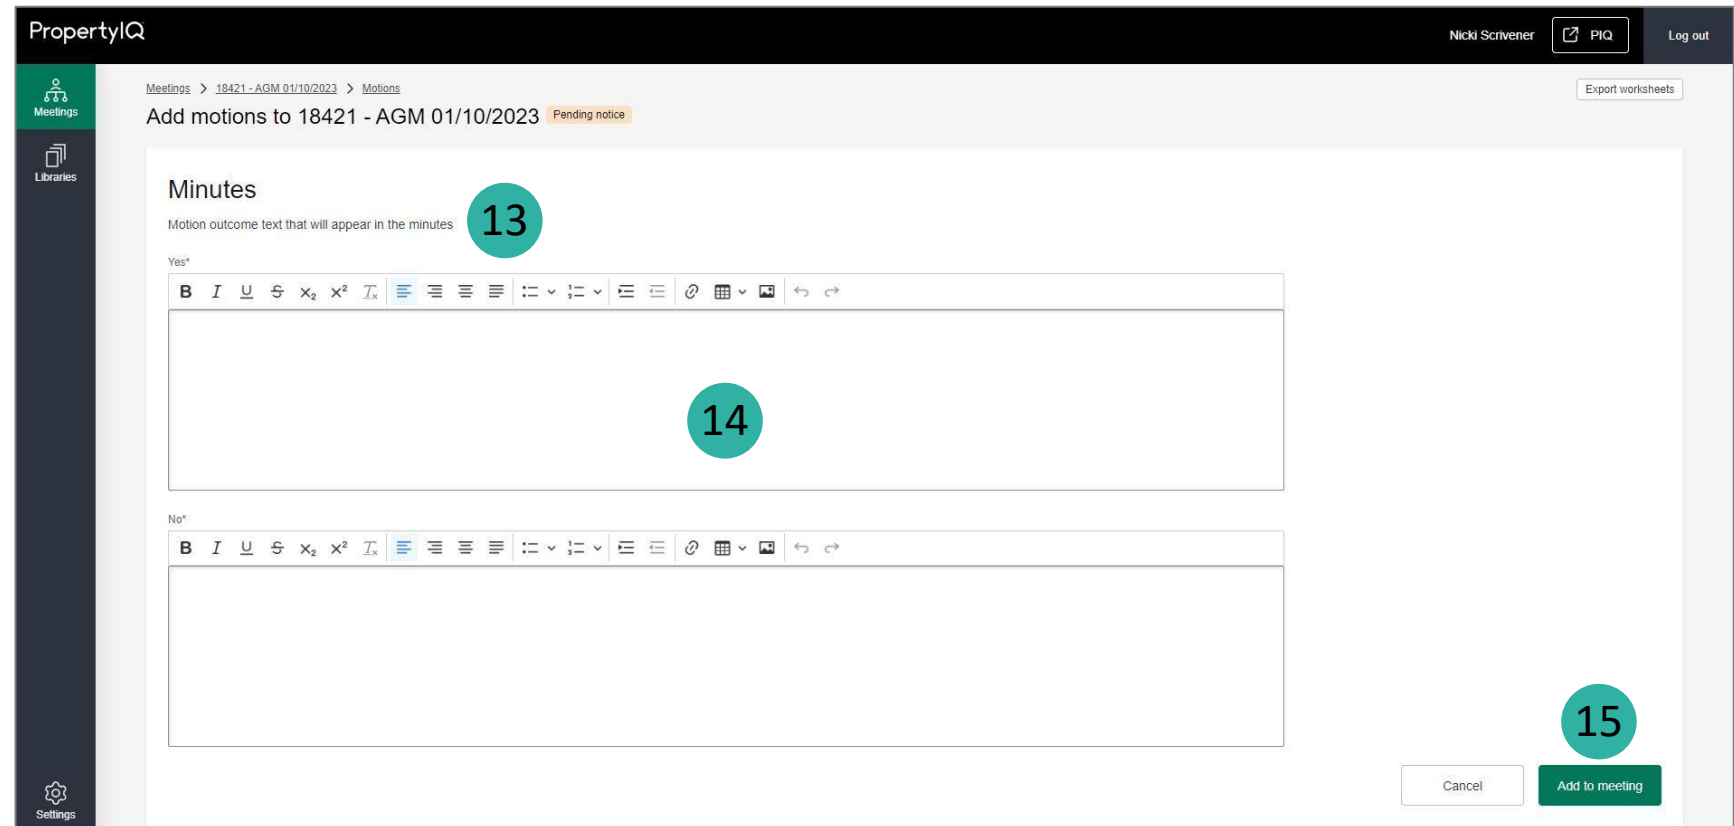 PropertyIQ
Nicki Scrivener
PIQ
Log out
Meetings
Libraries
Settings
Meetings > 18421 - AGM 01/10/2023 > Motions
Export worksheets
Add motions to 18421 - AGM 01/10/2023 Pending notice
Minutes
Motion outcome text that will appear in the minutes
13
Yes*
14
No*
15
Cancel
Add to meeting